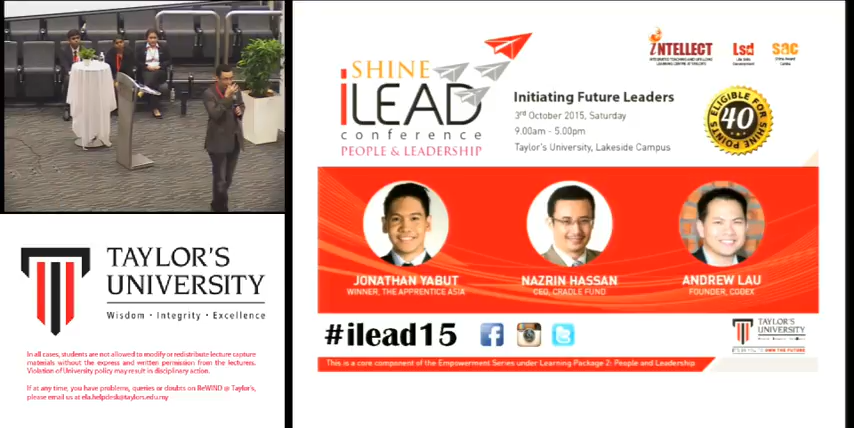 TAYLOR'S
UNIVERSITY
Wisdom • Integrity • Excellence
In all cases, students are not allowed to modify or redistribute lecture capture
materials without the express and written permission from the lecturers.
Violation of University policy may result in disciplinary action.
If at any time, you have problems, queries or doubts on ReWIND @ Taylor's,
please email us at ela.helpdesk@taylors.edu.my
SHINE
iLEAD
conference
PEOPLE & LEADERSHIP
iNTELLECT
lsd
sac
Initiating Future Leaders
3rd October 2015, Saturday
9.00am - 5.00pm
Taylor's University, Lakeside Campus
ELIGIBLE FOR
40
SHINE POINTS
JONATHAN YABUT
WINNER, THE APPRENTICE ASIA
NAZRIN HASSAN
CEO, CRADLE FUND
ANDREW LAU
FOUNDER, CODEX
#ilead15
TAYLOR'S
UNIVERSITY
This is a core component of the Empowerment Series under Learning Package 2: People and Leadership